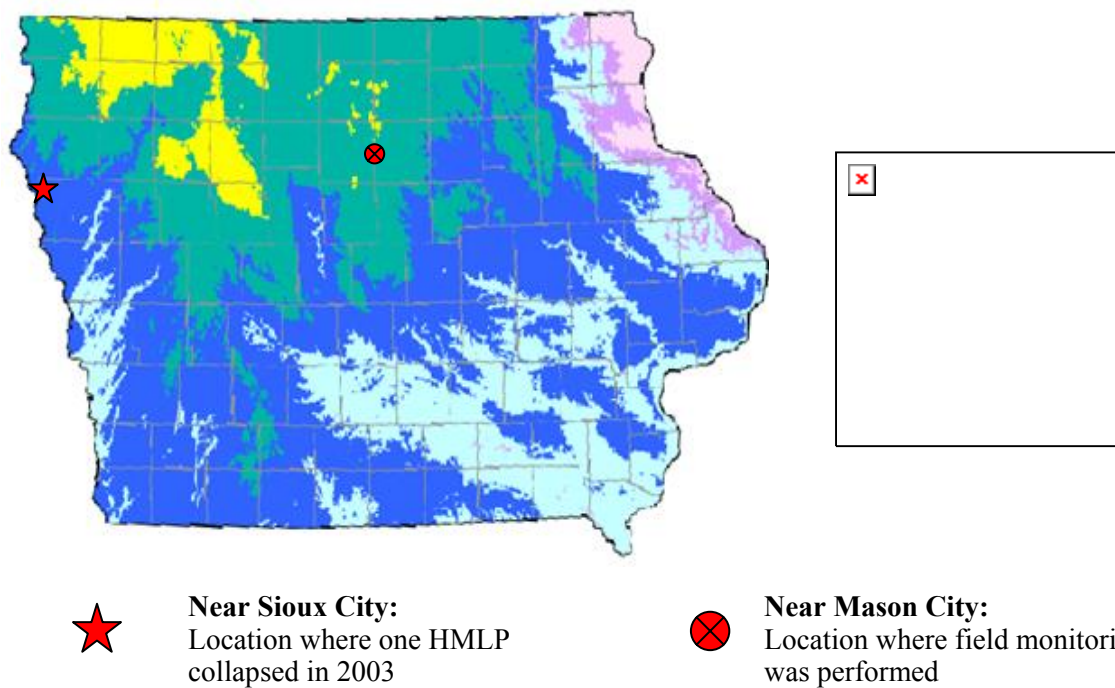 Near Sioux City:
Location where one HMLP
collapsed in 2003
Near Mason City:
Location where field monitori
was performed